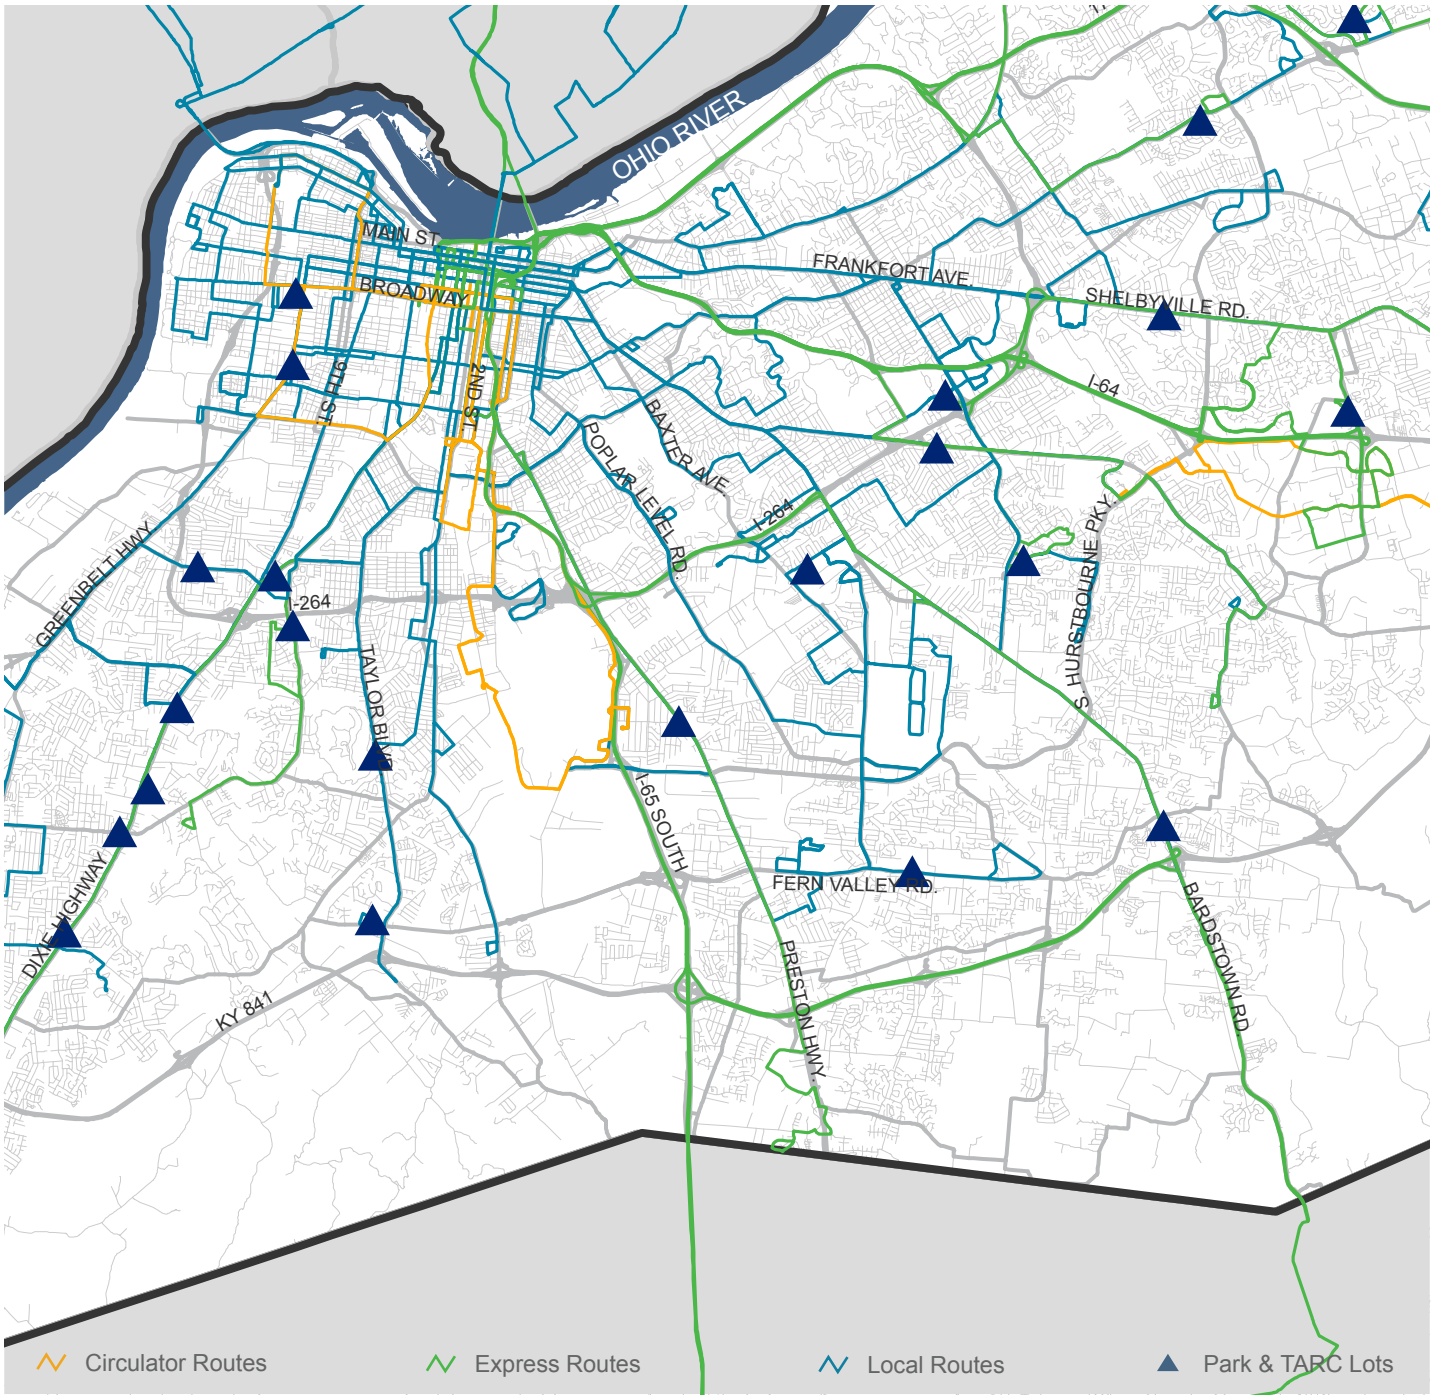 OHIO RIVER
MAIN ST.
FRANKFORT AVE.
BROADWAY
SHELBYVILLE RD.
I-64
9TH ST.
2ND ST.
BAXTER AVE.
POPLAR LEVEL RD.
I-264
S. HURSTBOURNE PKY.
GREENBELT HWY
I-264
TAYLOR BLVD.
I-65 SOUTH
FERN VALLEY RD.
DIXIE HIGHWAY
BARDSTOWN RD.
PRESTON HWY.
KY 841
Circulator Routes
Express Routes
Local Routes
Park & TARC Lots